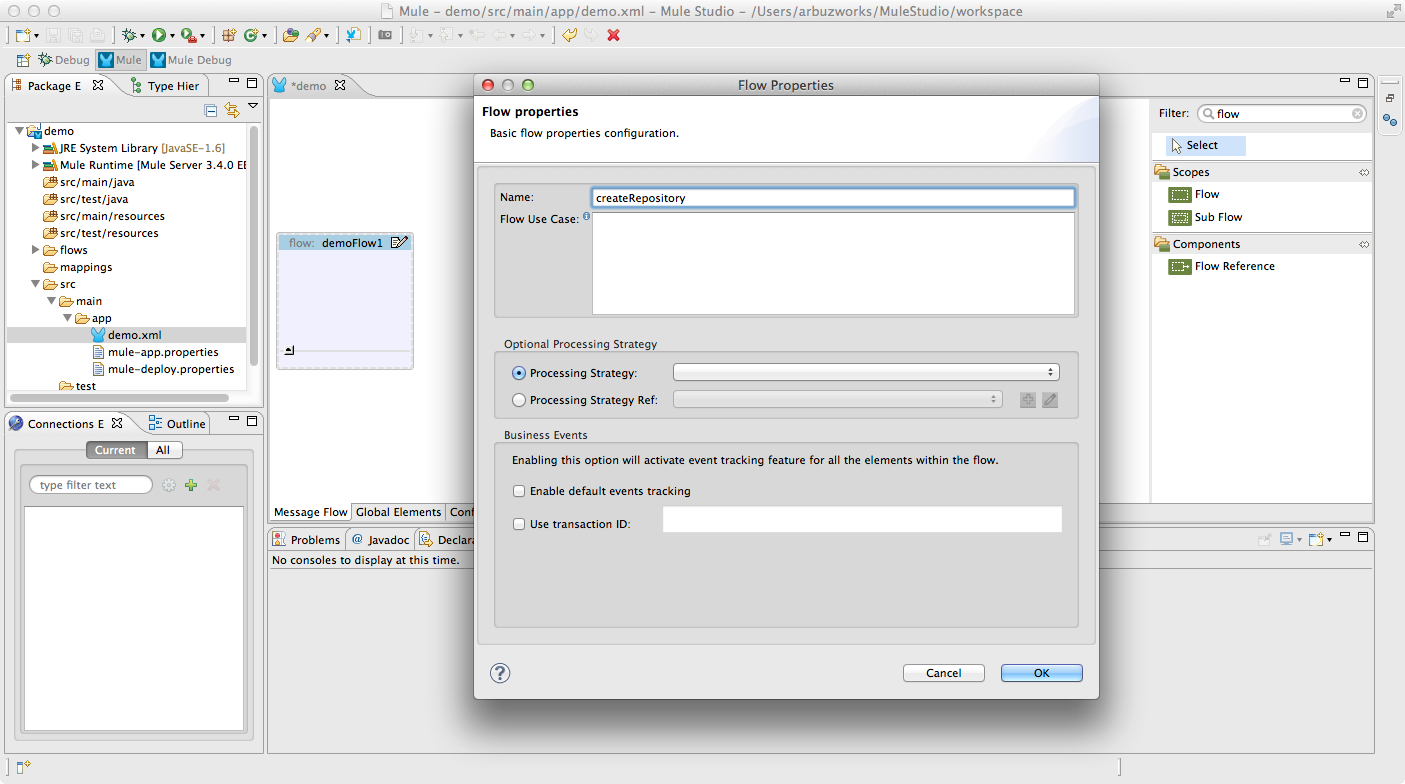 Mule – demo/src/main/app/demo.xml – Mule Studio – /Users/arbuzworks/MuleStudio/workspace
Debug Mule Mule Debug
Package E Type Hier
demo
JRE System Library [JavaSE-1.6]
Mule Runtime [Mule Server 3.4.0 EE
src/main/java
src/test/java
src/main/resources
src/test/resources
flows
mappings
src
main
app
demo.xml
mule-app.properties
mule-deploy.properties
test
Connections E Outline
Current All
type filter text
*demo
flow: demoFlow1
Message Flow Global Elements Conf
Problems @ Javadoc Declara
No consoles to display at this time.
Flow Properties
Flow properties
Basic flow properties configuration.
Name: createRepository
Flow Use Case:
Optional Processing Strategy
Processing Strategy:
Processing Strategy Ref:
Business Events
Enabling this option will activate event tracking feature for all the elements within the flow.
Enable default events tracking
Use transaction ID:
? Cancel OK
Filter: flow
Select
Scopes
Flow
Sub Flow
Components
Flow Reference